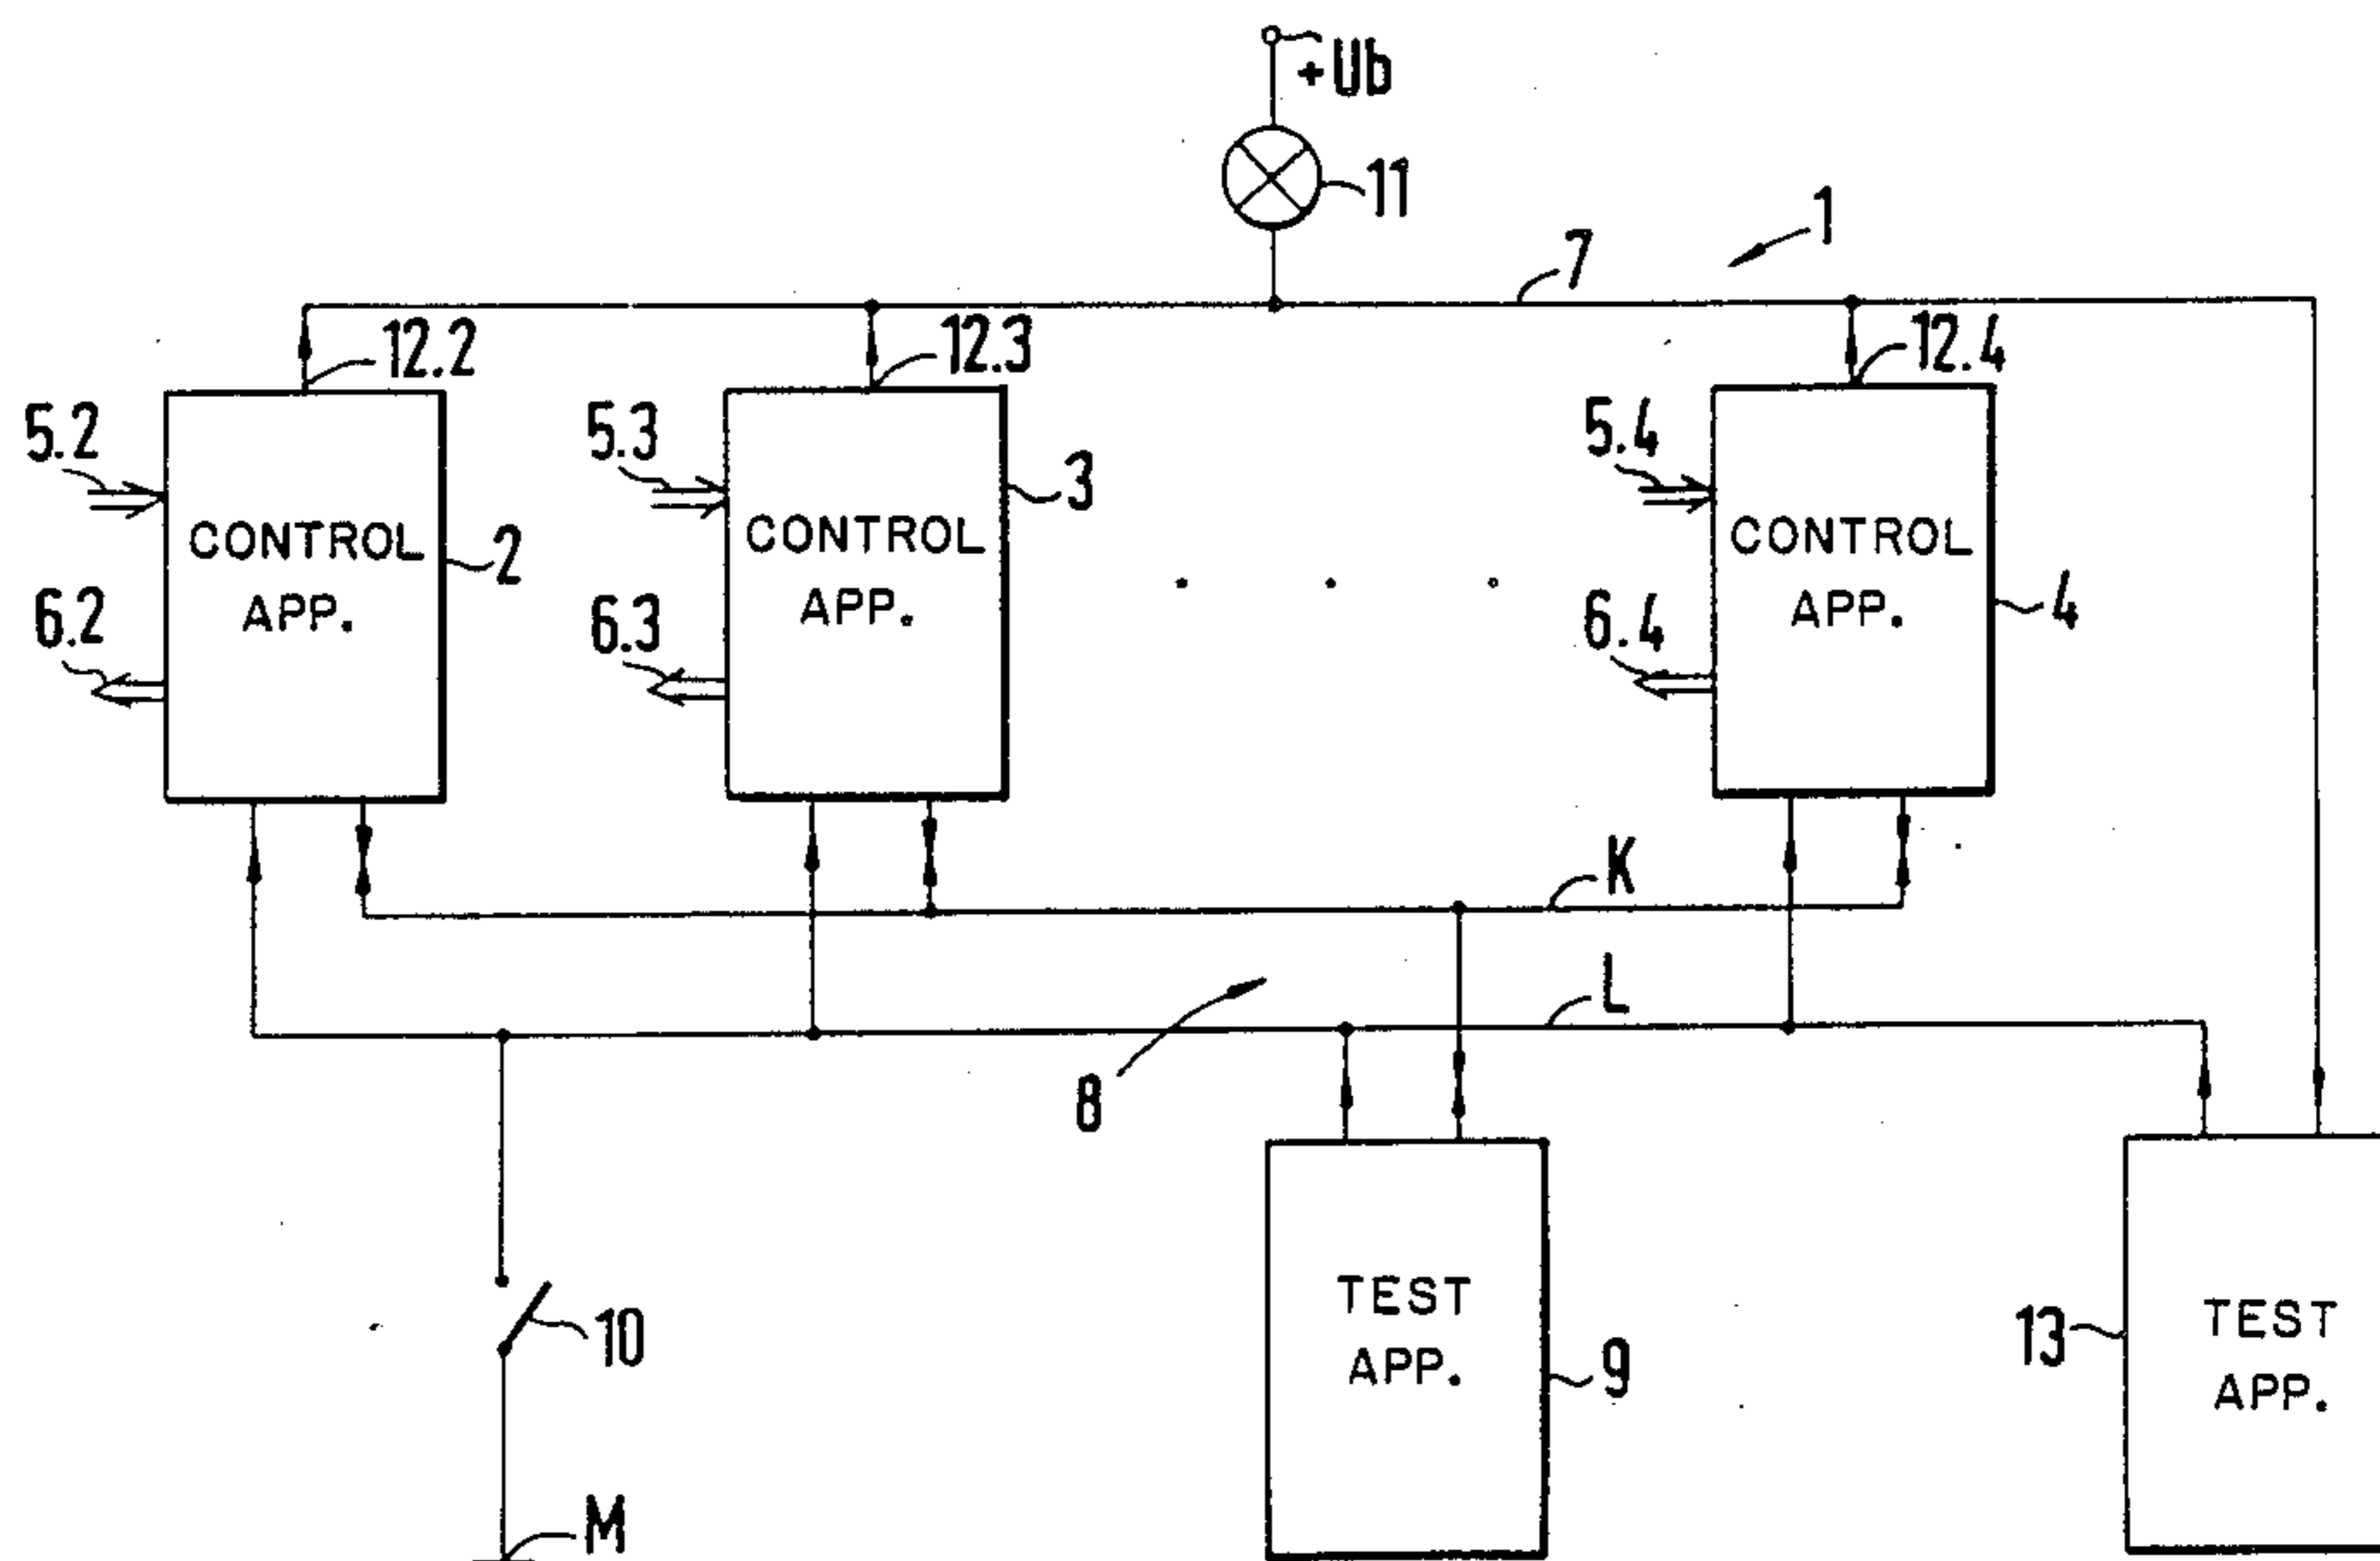 +Ub
11
1
7
12.2
12.3
12.4
5.2
5.3
5.4
3
CONTROL
APP.
2
CONTROL
APP.
CONTROL
APP.
4
6.2
6.3
6.4
K
L
8
10
TEST
APP.
9
13
TEST
APP.
M